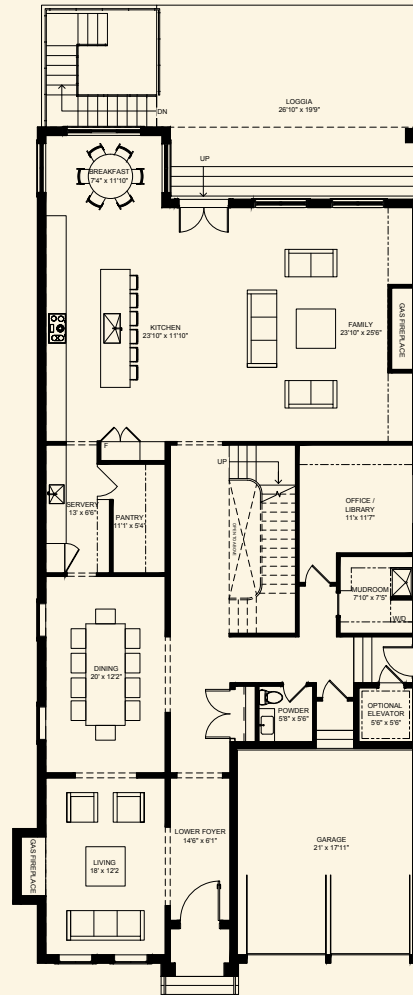 LOGGIA
26'10" x 19'9"
DN
UP
BREAKFAST
7'4" x 11'10"
KITCHEN
23'10" x 11'10"
FAMILY
23'10" x 25'6"
GAS FIREPLACE
F
UP
SERVERY
13' x 6'6"
PANTRY
11'1' x 5'4"
OPEN TO ABOVE
OFFICE /
LIBRARY
11'x 11'7"
MUDROOM
7'10" x 7'5"
W/D
DINING
20' x 12'2"
POWDER
5'8" x 5'6"
OPTIONAL
ELEVATOR
5'6" x 5'6"
LOWER FOYER
14'6" x 6'1"
GARAGE
21' x 17'11"
GAS FIREPLACE
LIVING
18' x 12'2